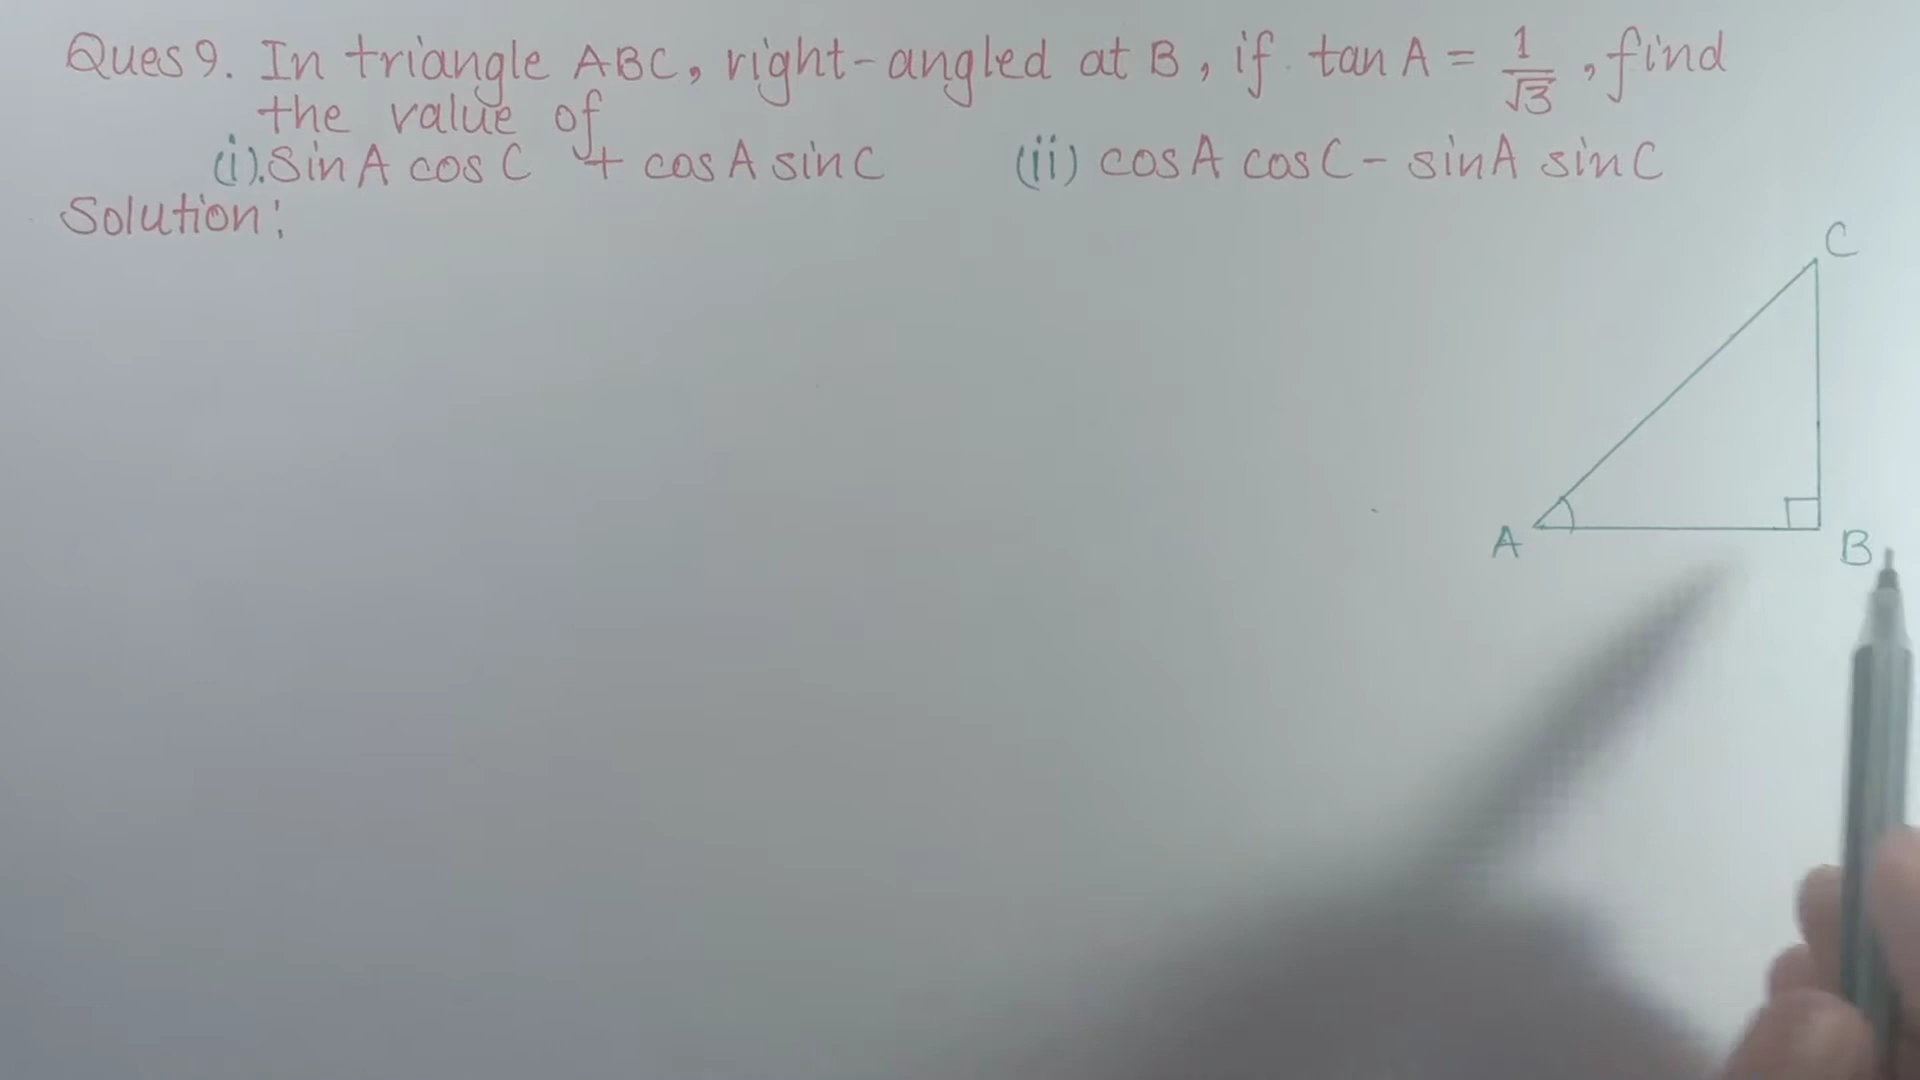 Ques 9. In triangle ABC, right-angled at B, if tan A = 1/√3, find
the value of
(i). Sin A cos C + cos A sin C (ii) cos A cos C - sin A sin C
Solution:
C
A
B